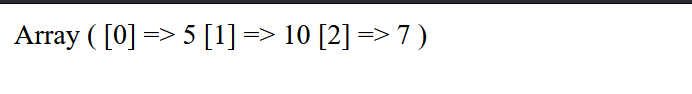 Array ( [0] => 5 [1] => 10 [2] => 7 )